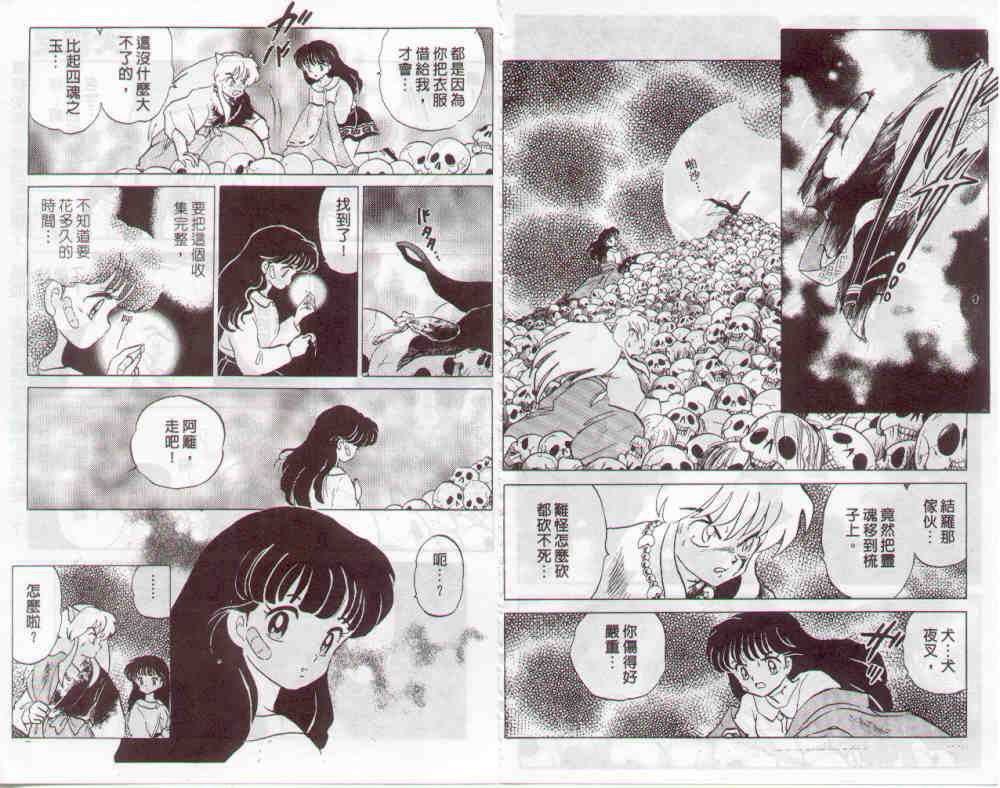 啪沙…
結羅那
傢伙…
竟然把靈
魂移到梳
子上。
難怪怎麼砍
都砍不死…
犬…犬
夜叉，
你傷得好
嚴重…
都是因為
你把衣服
借給我，
才會…
這沒什麼大
不了的，
比起四魂之
玉…
找到了！
要把這個收
集完整，
不知道要
花多久的
時間…
阿籬，
走吧！
呃…？
……
怎麼啦？